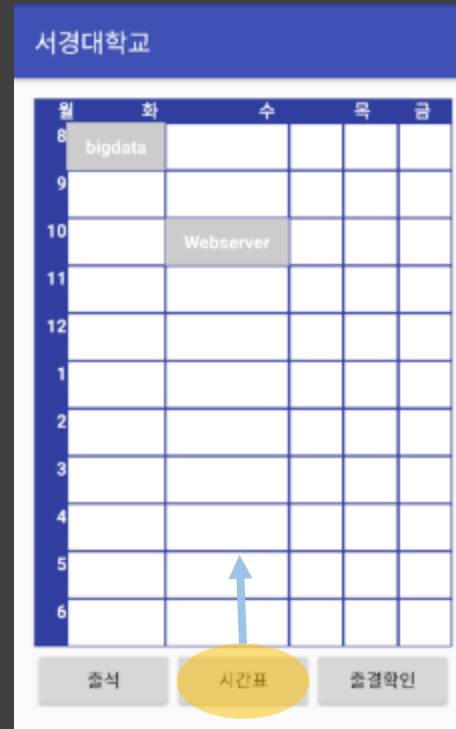 서경대학교
월 화 수 목 금
8 bigdata
9
10 Webserver
11
12
1
2
3
4
5
6
출석 시간표 출결확인